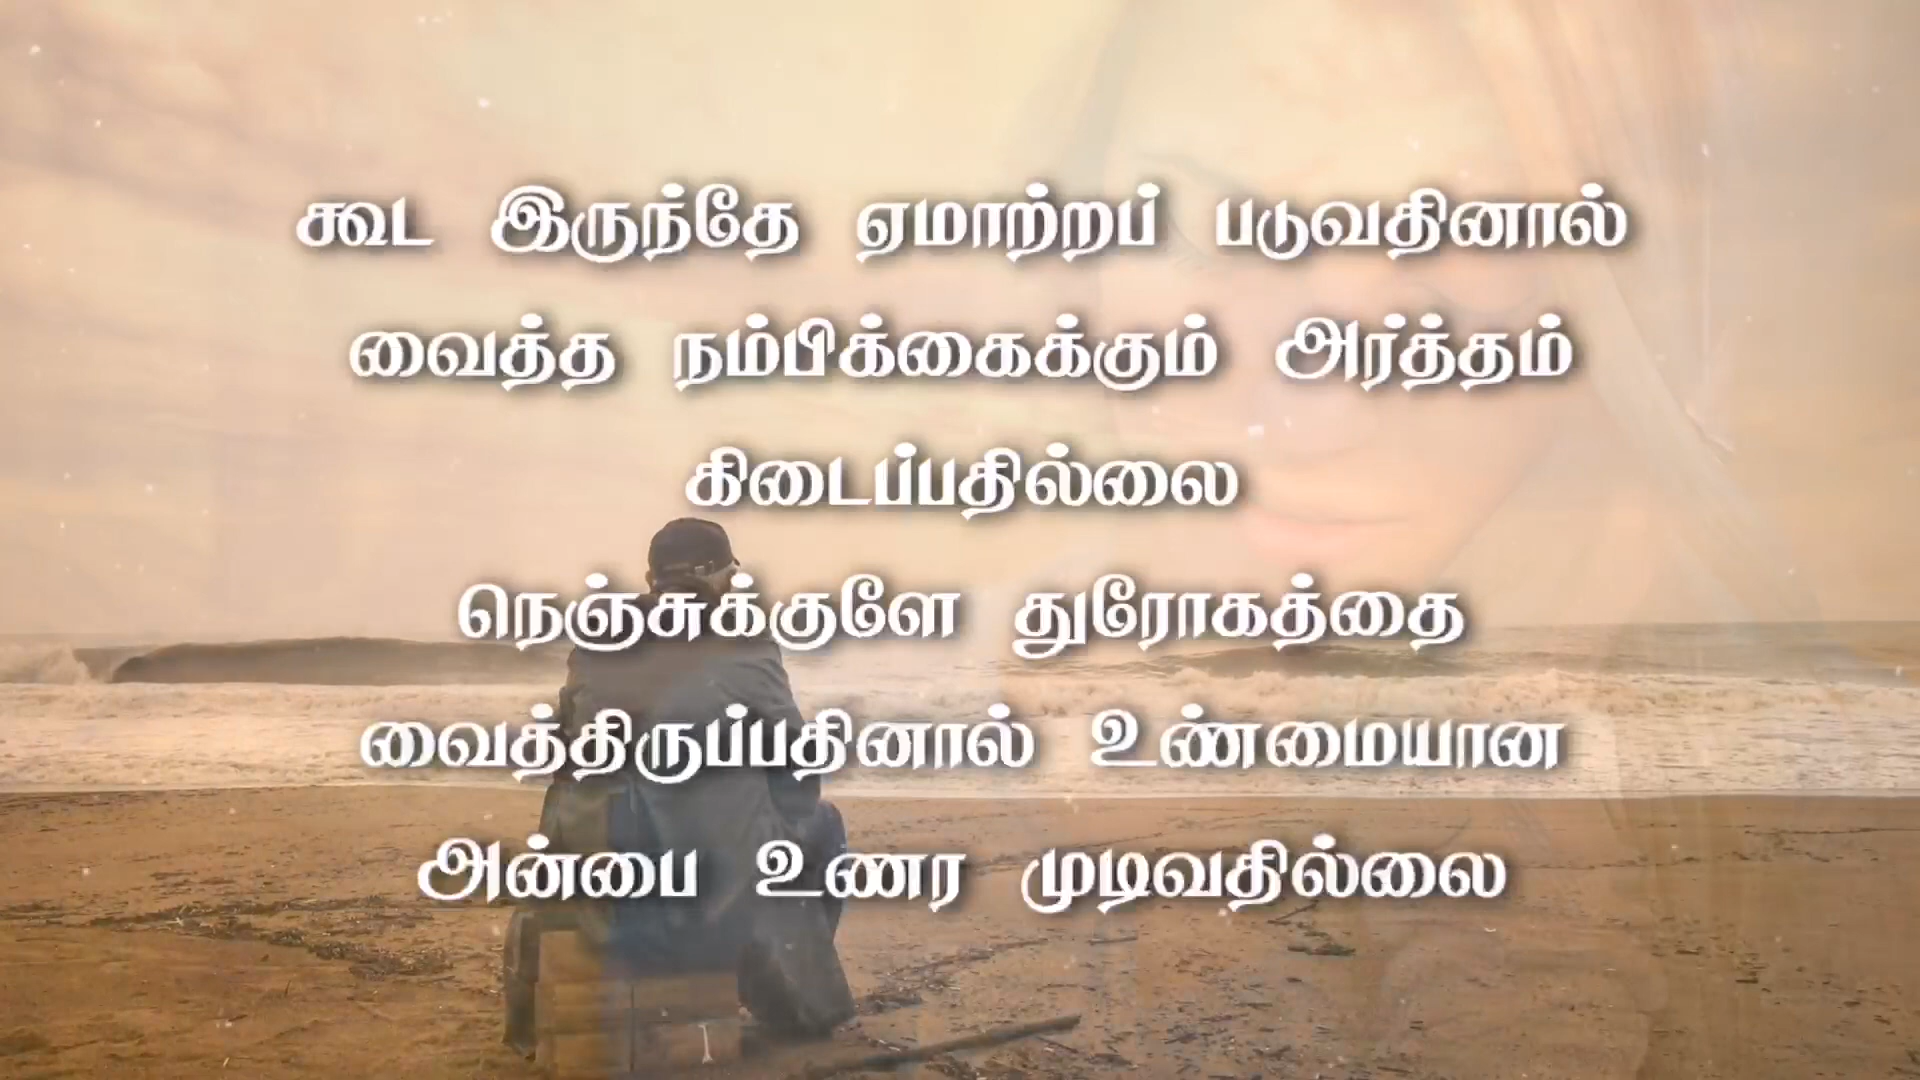 கூட இருந்தே ஏமாற்றப் படுவதினால்
வைத்த நம்பிக்கைக்கும் அர்த்தம்
கிடைப்பதில்லை
நெஞ்சுக்குளே துரோகத்தை
வைத்திருப்பதினால் உண்மையான
அன்பை உணர முடிவதில்லை